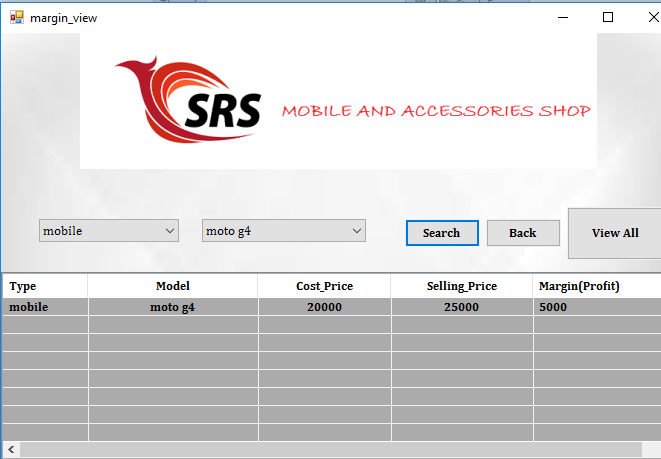 margin_view
SRS
MOBILE AND ACCESSORIES SHOP
mobile moto g4 Search Back View All
Type Model Cost_Price Selling_Price Margin(Profit)
mobile moto g4 20000 25000 5000